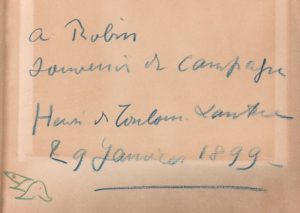 a Robin
souvenir de campagne
Henri de Toulouse Lautrec
29 janvier 1899